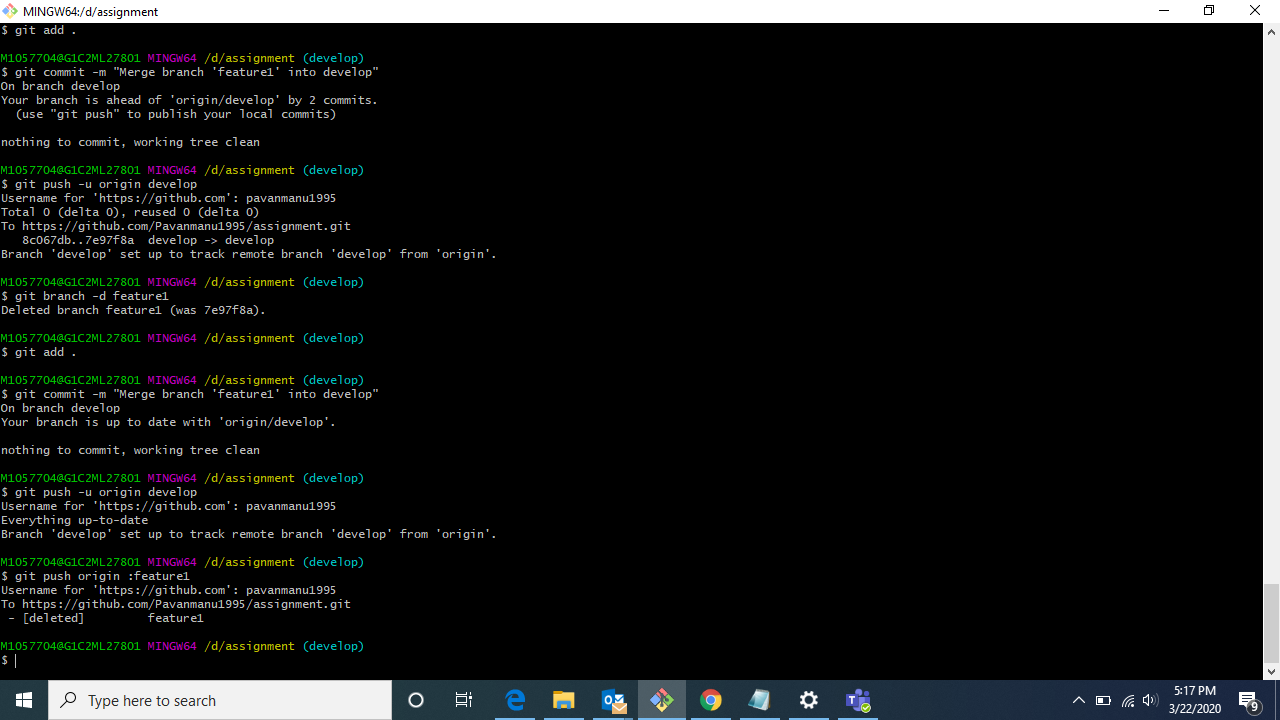 MINGW64:/d/assignment
$ git add .
M1057704@G1C2ML27801 MINGW64 /d/assignment (develop)
$ git commit -m "Merge branch 'feature1' into develop"
On branch develop
Your branch is ahead of 'origin/develop' by 2 commits.
  (use "git push" to publish your local commits)
nothing to commit, working tree clean
M1057704@G1C2ML27801 MINGW64 /d/assignment (develop)
$ git push -u origin develop
Username for 'https://github.com': pavanmanu1995
Total 0 (delta 0), reused 0 (delta 0)
To https://github.com/Pavanmanu1995/assignment.git
   8c067db..7e97f8a  develop -> develop
Branch 'develop' set up to track remote branch 'develop' from 'origin'.
M1057704@G1C2ML27801 MINGW64 /d/assignment (develop)
$ git branch -d feature1
Deleted branch feature1 (was 7e97f8a).
M1057704@G1C2ML27801 MINGW64 /d/assignment (develop)
$ git add .
M1057704@G1C2ML27801 MINGW64 /d/assignment (develop)
$ git commit -m "Merge branch 'feature1' into develop"
On branch develop
Your branch is up to date with 'origin/develop'.
nothing to commit, working tree clean
M1057704@G1C2ML27801 MINGW64 /d/assignment (develop)
$ git push -u origin develop
Username for 'https://github.com': pavanmanu1995
Everything up-to-date
Branch 'develop' set up to track remote branch 'develop' from 'origin'.
M1057704@G1C2ML27801 MINGW64 /d/assignment (develop)
$ git push origin :feature1
Username for 'https://github.com': pavanmanu1995
To https://github.com/Pavanmanu1995/assignment.git
 - [deleted]         feature1
M1057704@G1C2ML27801 MINGW64 /d/assignment (develop)
$
Type here to search
5:17 PM
3/22/2020
9